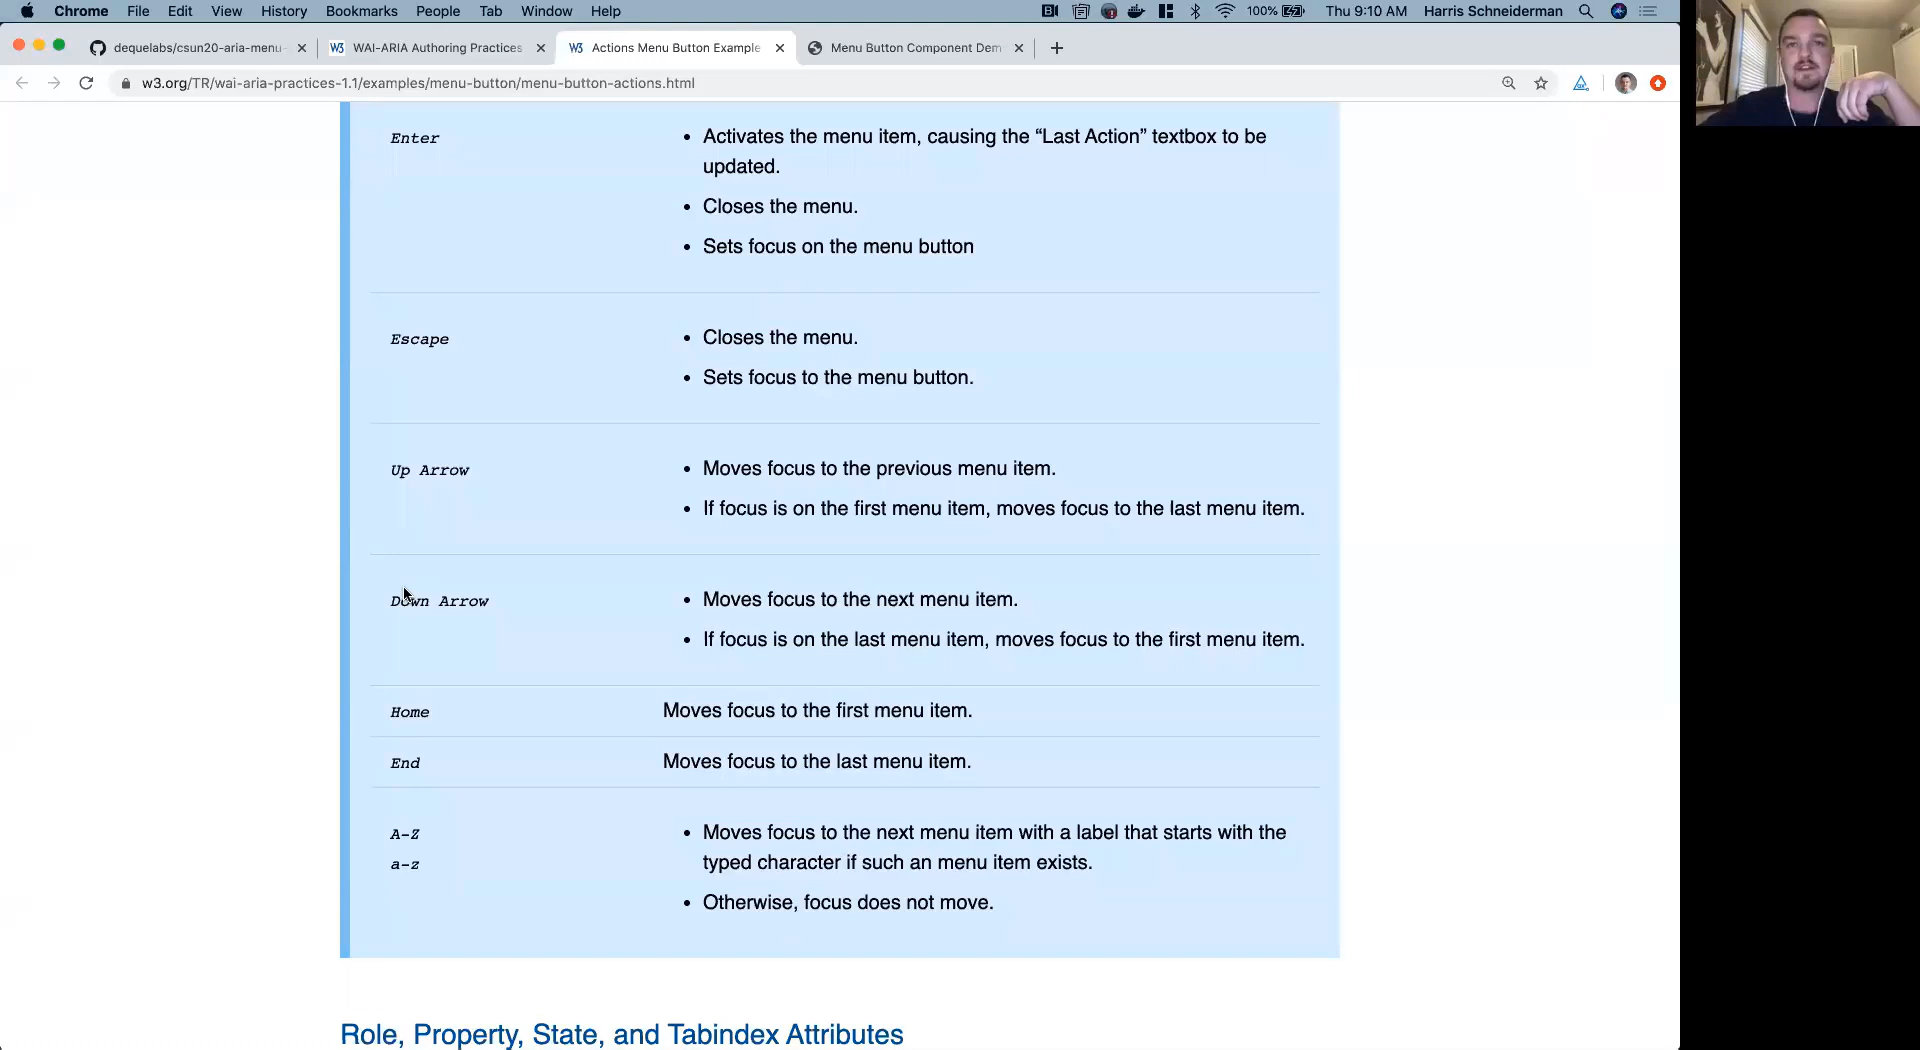 Chrome File Edit View History Bookmarks People Tab Window Help 100% Thu 9:10 AM Harris Schneiderman
dequelabs/csun20-aria-menu WAI-ARIA Authoring Practices Actions Menu Button Example Menu Button Component Dem
w3.org/TR/wai-aria-practices-1.1/examples/menu-button/menu-button-actions.html
Enter
• Activates the menu item, causing the “Last Action” textbox to be
updated.
• Closes the menu.
• Sets focus on the menu button
Escape
• Closes the menu.
• Sets focus to the menu button.
Up Arrow
• Moves focus to the previous menu item.
• If focus is on the first menu item, moves focus to the last menu item.
Down Arrow
• Moves focus to the next menu item.
• If focus is on the last menu item, moves focus to the first menu item.
Home Moves focus to the first menu item.
End Moves focus to the last menu item.
A-Z
a-z
• Moves focus to the next menu item with a label that starts with the
typed character if such an menu item exists.
• Otherwise, focus does not move.
Role, Property, State, and Tabindex Attributes